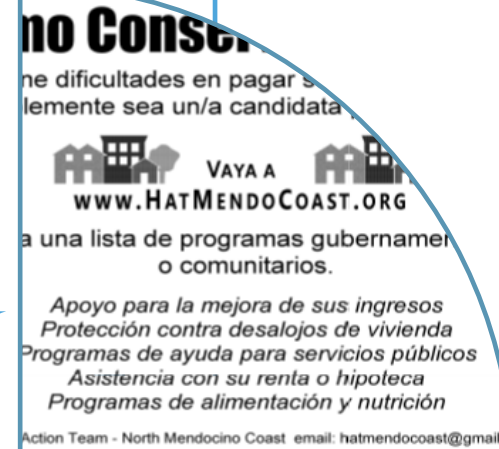 no Conser
ne dificultades en pagar s
lemente sea un/a candidata
VAYA A
WWW.HATMENDOCOAST.ORG
a una lista de programas gubernamen
o comunitarios.
Apoyo para la mejora de sus ingresos
Protección contra desalojos de vivienda
Programas de ayuda para servicios públicos
Asistencia con su renta o hipoteca
Programas de alimentación y nutrición
Action Team - North Mendocino Coast email: hatmendocoast@gmail